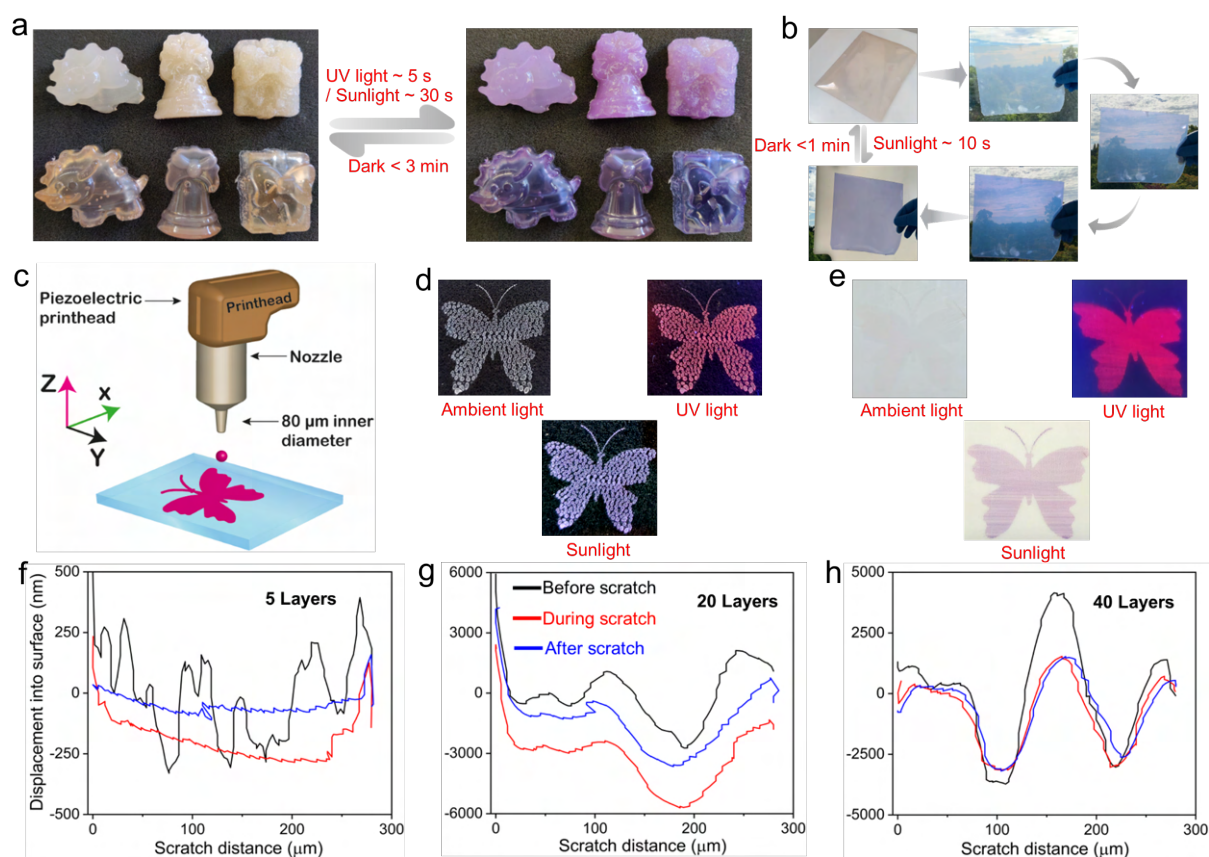 a
UV light ~ 5 s
/ Sunlight ~ 30 s
Dark < 3 min
b
Dark <1 min
Sunlight ~ 10 s
c
Piezoelectric
printhead
Printhead
Nozzle
80 µm inner
diameter
Z
X
Y
d
Ambient light
UV light
Sunlight
e
Ambient light
UV light
Sunlight
f
5 Layers
Displacement into surface (nm)
500
250
0
-250
-500
0
100
200
300
Scratch distance (µm)
g
20 Layers
Before scratch
During scratch
After scratch
6000
3000
0
-3000
-6000
0
100
200
300
Scratch distance (µm)
h
40 Layers
5000
2500
0
-2500
-5000
0
100
200
300
Scratch distance (µm)